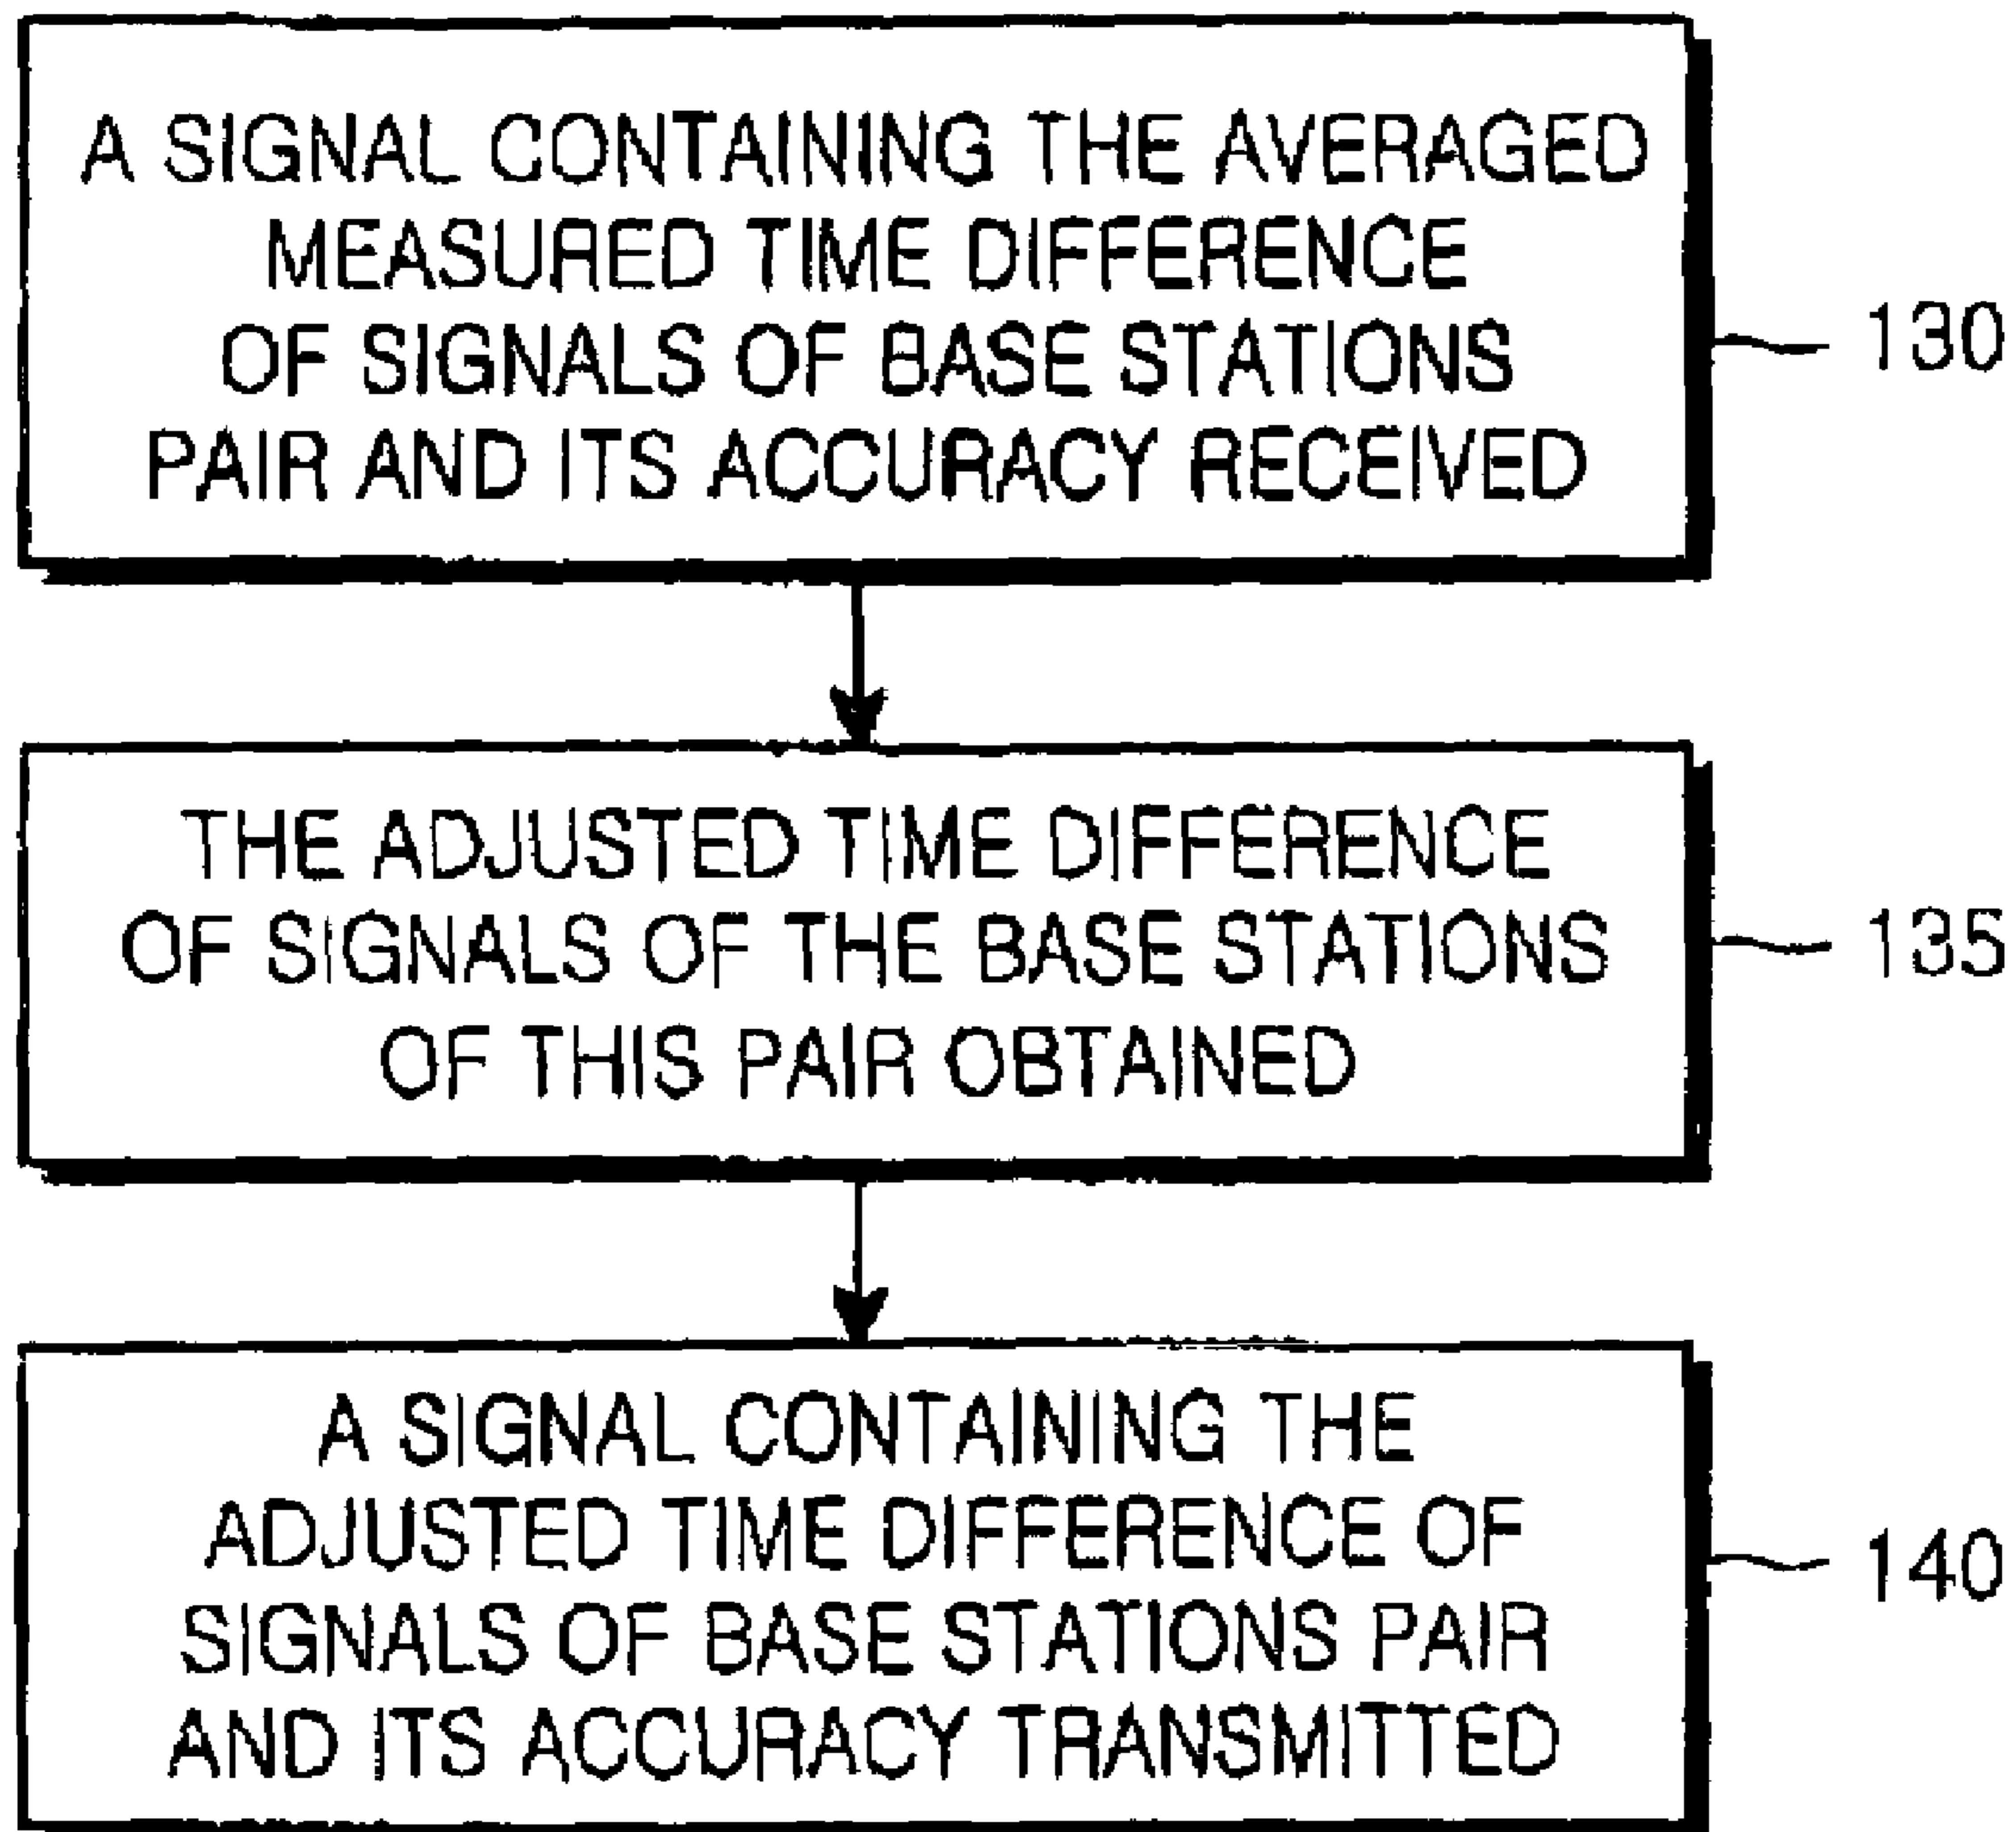 A SIGNAL CONTAINING THE AVERAGED
MEASURED TIME DIFFERENCE
OF SIGNALS OF BASE STATIONS
PAIR AND ITS ACCURACY RECEIVED
130
THE ADJUSTED TIME DIFFERENCE
OF SIGNALS OF THE BASE STATIONS
OF THIS PAIR OBTAINED
135
A SIGNAL CONTAINING THE
ADJUSTED TIME DIFFERENCE OF
SIGNALS OF BASE STATIONS PAIR
AND ITS ACCURACY TRANSMITTED
140